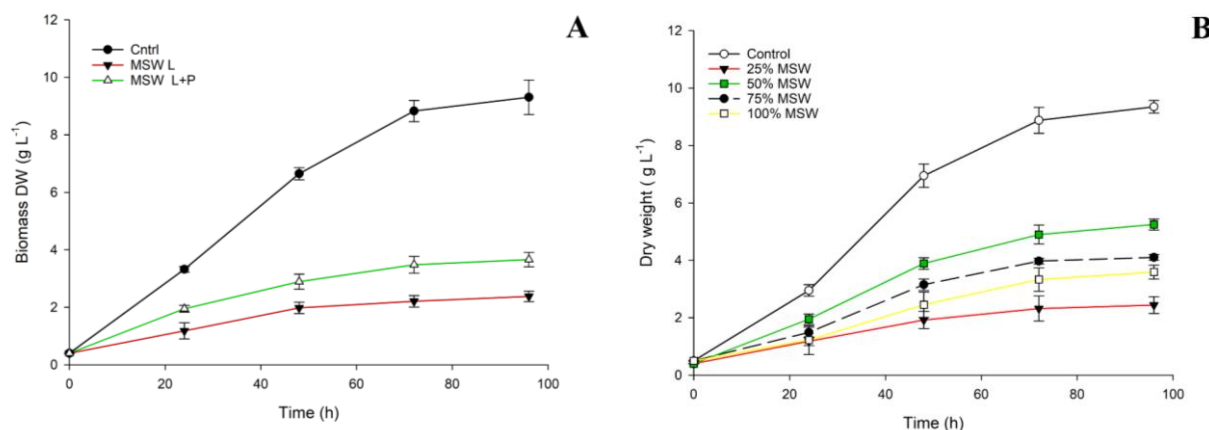 A
Cntrl
MSW L
MSW L+P
Biomass DW (g L⁻¹)
12
10
8
6
4
2
0
0 20 40 60 80 100
Time (h)
B
Control
25% MSW
50% MSW
75% MSW
100% MSW
Dry weight ( g L⁻¹)
12
10
8
6
4
2
0
0 20 40 60 80 100
Time (h)